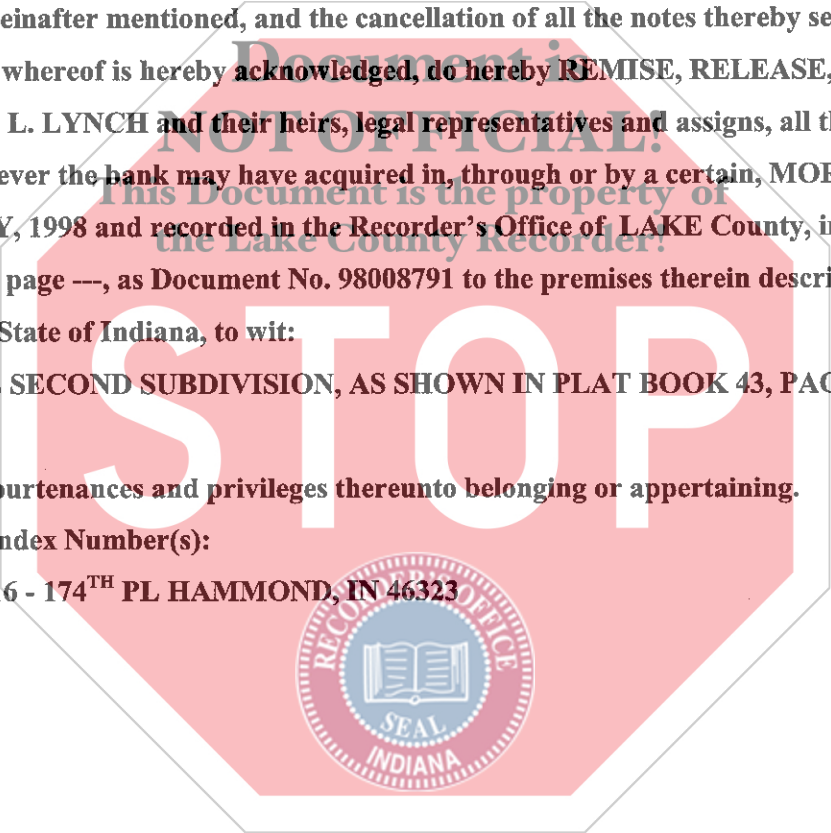 einafter mentioned, and the cancellation of all the notes thereby se
Document is
whereof is hereby acknowledged, do hereby REMISE, RELEASE,
NOT OFFICIAL!
L. LYNCH and their heirs, legal representatives and assigns, all th
ever the bank may have acquired in, through or by a certain, MOR
This Document is the property of
Y, 1998 and recorded in the Recorder's Office of LAKE County, in
the Lake County Recorder!
page ---, as Document No. 98008791 to the premises therein descri
State of Indiana, to wit:
SECOND SUBDIVISION, AS SHOWN IN PLAT BOOK 43, PAG
STOP
purtenances and privileges thereunto belonging or appertaining.
ndex Number(s):
16 - 174TH PL HAMMOND, IN 46323
RECORDER'S OFFICE
SEAL
INDIANA